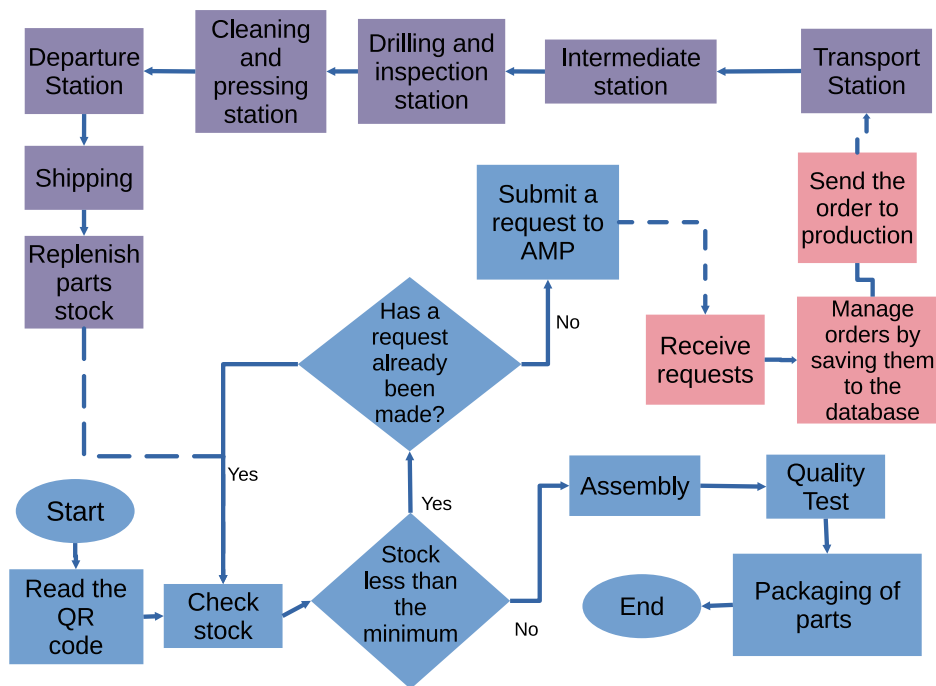 Departure
Station
Cleaning
and
pressing
station
Drilling and
inspection
station
Intermediate
station
Transport
Station
Shipping
Replenish
parts
stock
Submit a
request to
AMP
Send the
order to
production
Has a
request
already
been
made?
No
Receive
requests
Manage
orders by
saving them
to the
database
Yes
Yes
Start
Assembly
Quality
Test
Read the
QR
code
Check
stock
Stock
less than
the
minimum
No
End
Packaging of
parts